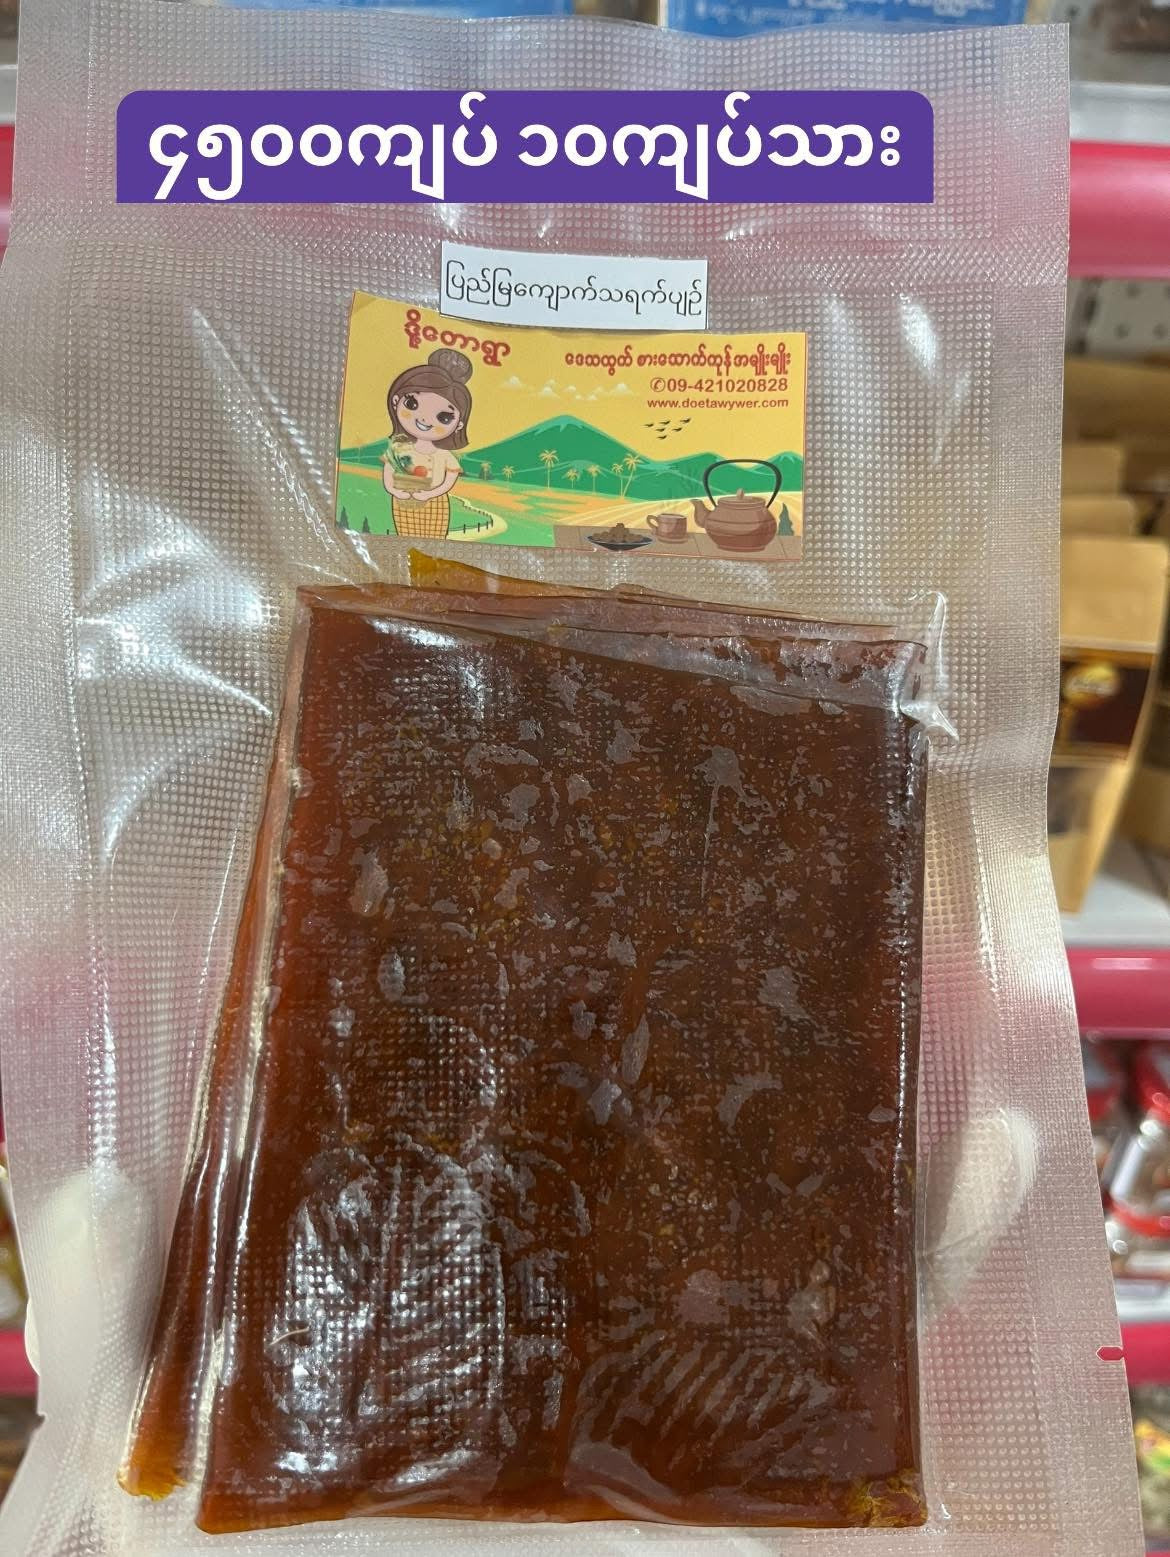 ၄၅၀၀ကျပ် ၁၀ကျပ်သား
ပြည်မြကျောက်သရက်ပျဉ်
ဒို့တောရွာ
ဒေသထွက် စားသောက်ကုန်အမျိုးမျိုး
✆09-421020828
www.doetawywer.com